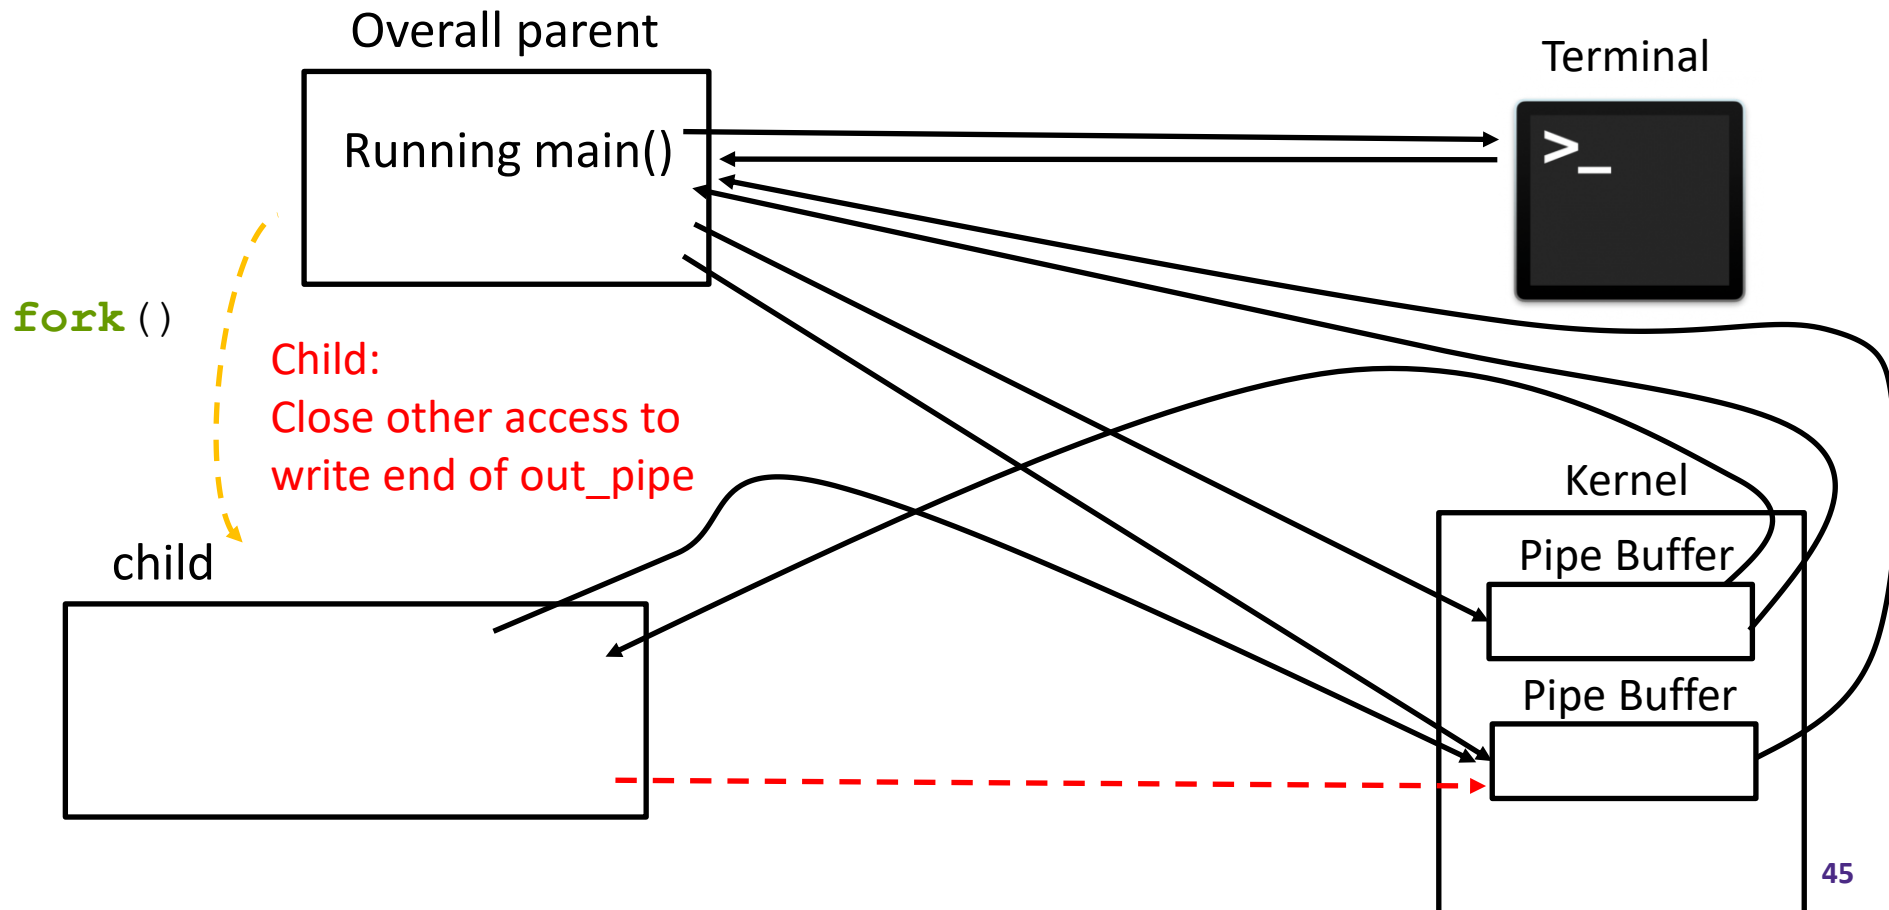 Overall parent
Terminal
Running main()
>_
fork()
Child:
Close other access to
write end of out_pipe
Kernel
child
Pipe Buffer
Pipe Buffer
45